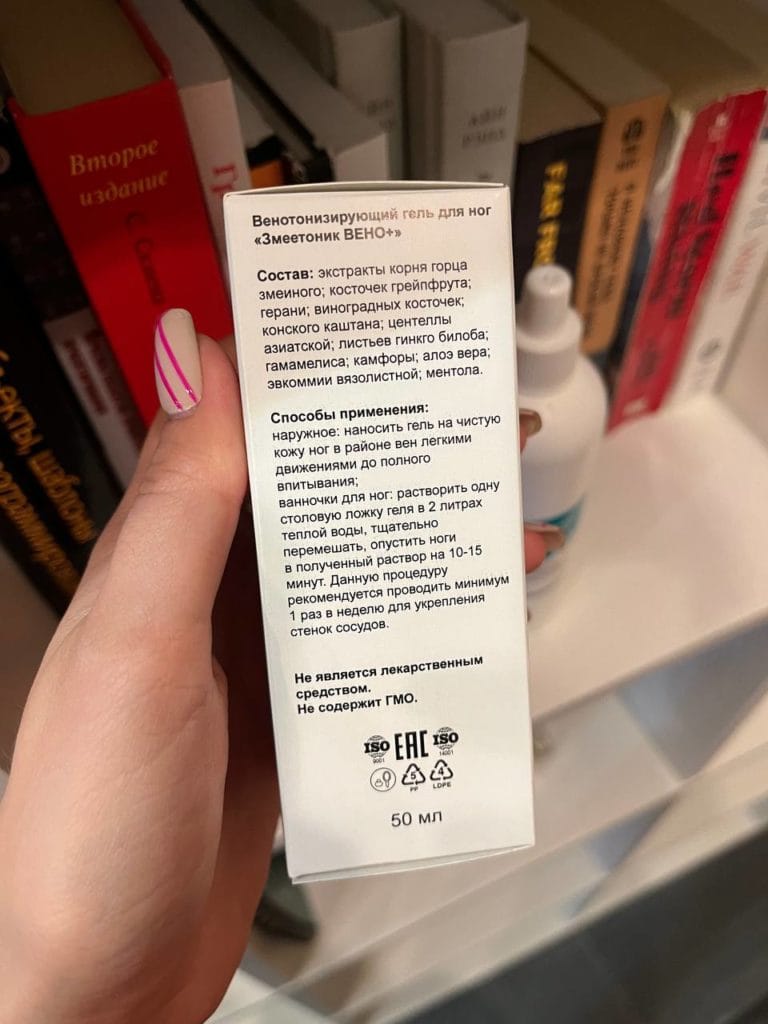 Второе
издание
FAR
Венотонизирующий гель для ног
«Змеетоник ВЕНО+»
Состав: экстракты корня горца
змеиного; косточек грейпфрута;
герани; виноградных косточек;
конского каштана; центеллы
азиатской; листьев гинкго билоба;
гамамелиса; камфоры; алоэ вера;
эвкоммии вязолистной; ментола.
Способы применения:
наружное: наносить гель на чистую
кожу ног в районе вен легкими
движениями до полного
впитывания;
ванночки для ног: растворить одну
столовую ложку геля в 2 литрах
теплой воды, тщательно
перемешать, опустить ноги
в полученный раствор на 10-15
минут. Данную процедуру
рекомендуется проводить минимум
1 раз в неделю для укрепления
стенок сосудов.
Не является лекарственным
средством.
Не содержит ГМО.
ISO EAC ISO
9001 14001
5 4
PP LDPE
50 мл